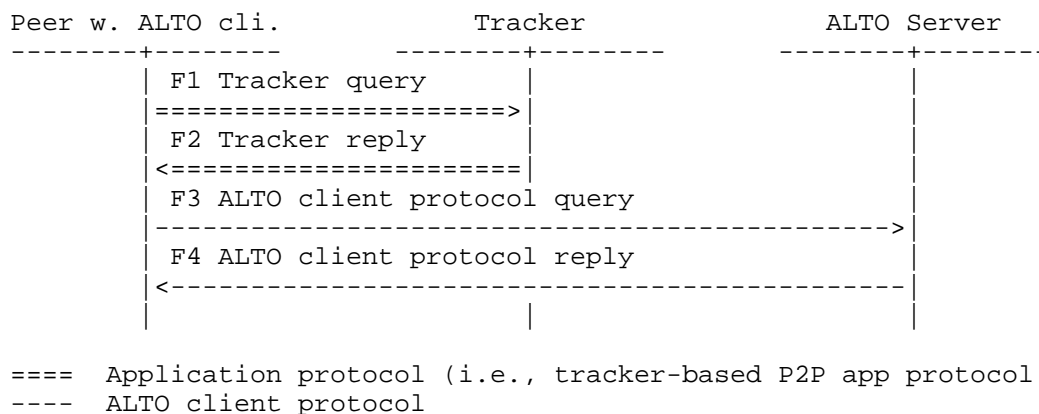 Peer w. ALTO cli. Tracker ALTO Server
--------+-------- --------+-------- --------+--------
| F1 Tracker query | |
|======================>| |
| F2 Tracker reply | |
|<======================| |
| F3 ALTO client protocol query |
|---------------------------------------------->|
| F4 ALTO client protocol reply |
|<----------------------------------------------|
| | |
==== Application protocol (i.e., tracker-based P2P app protocol
---- ALTO client protocol